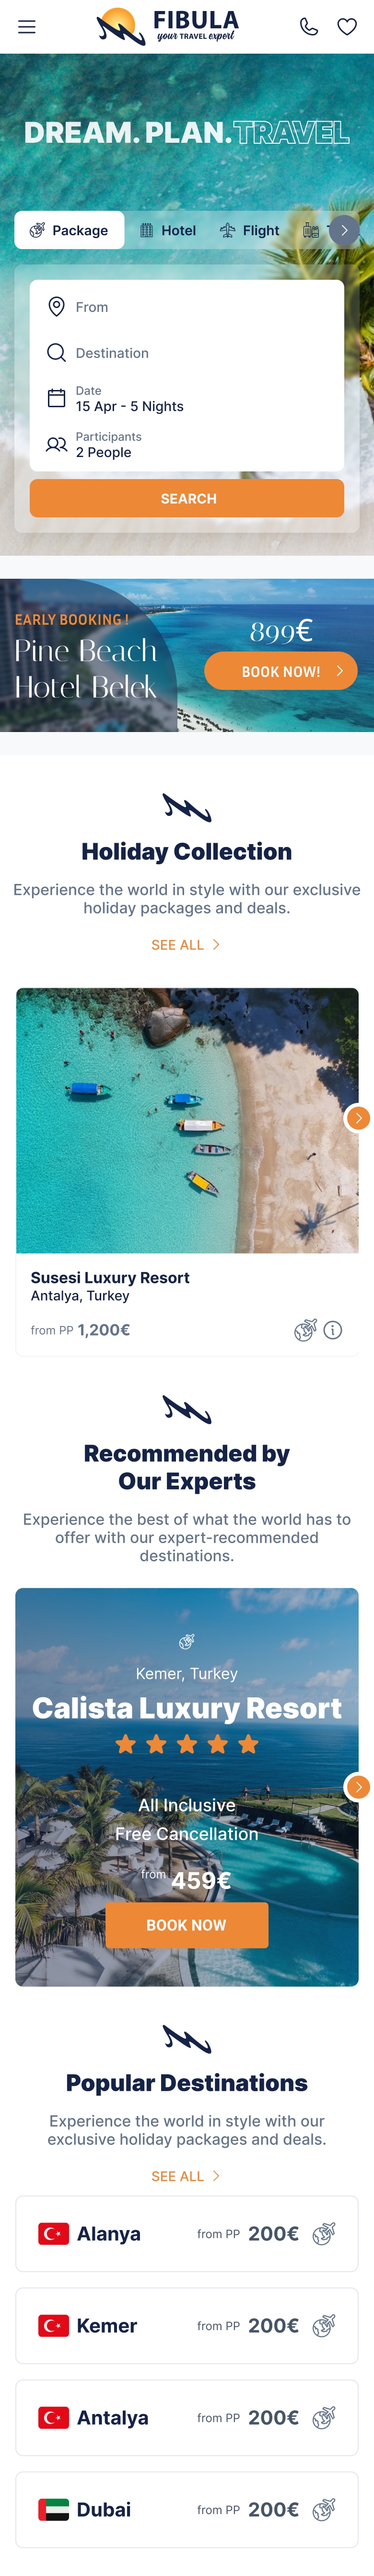 FIBULA
your TRAVEL expert
DREAM. PLAN. TRAVEL
Package
Hotel
Flight
From
Destination
Date
15 Apr - 5 Nights
Participants
2 People
SEARCH
EARLY BOOKING !
Pine Beach
Hotel Belek
899€
BOOK NOW!
Holiday Collection
Experience the world in style with our exclusive
holiday packages and deals.
SEE ALL
Susesi Luxury Resort
Antalya, Turkey
from PP 1,200€
Recommended by
Our Experts
Experience the best of what the world has to
offer with our expert-recommended
destinations.
Kemer, Turkey
Calista Luxury Resort
All Inclusive
Free Cancellation
from 459€
BOOK NOW
Popular Destinations
Experience the world in style with our
exclusive holiday packages and deals.
SEE ALL
Alanya from PP 200€
Kemer from PP 200€
Antalya from PP 200€
Dubai from PP 200€